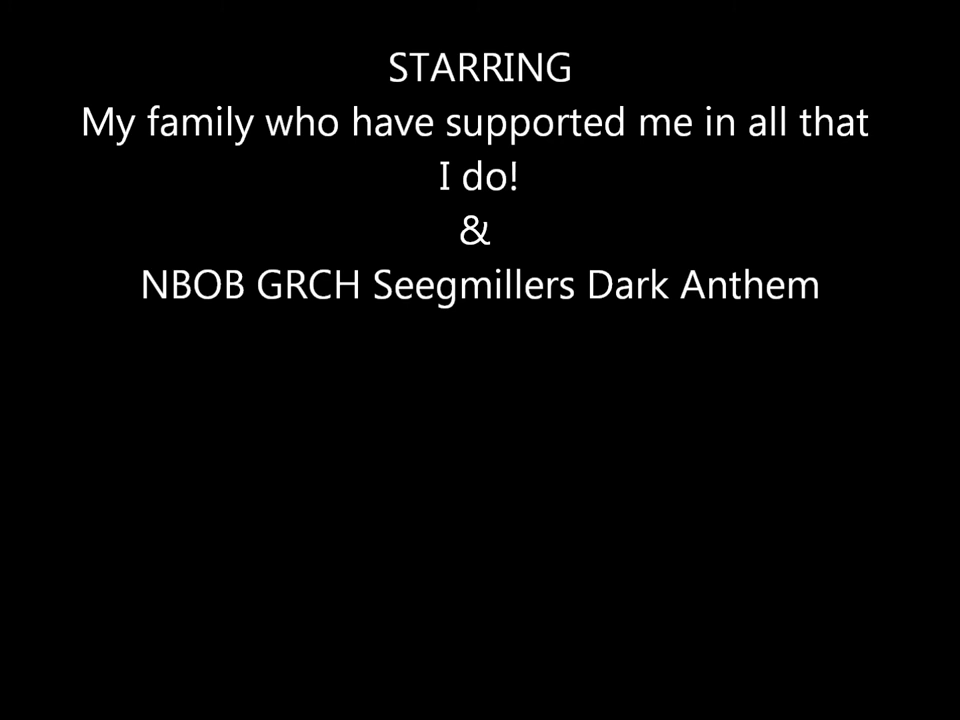 STARRING
My family who have supported me in all that
I do!
&
NBOB GRCH Seegmillers Dark Anthem